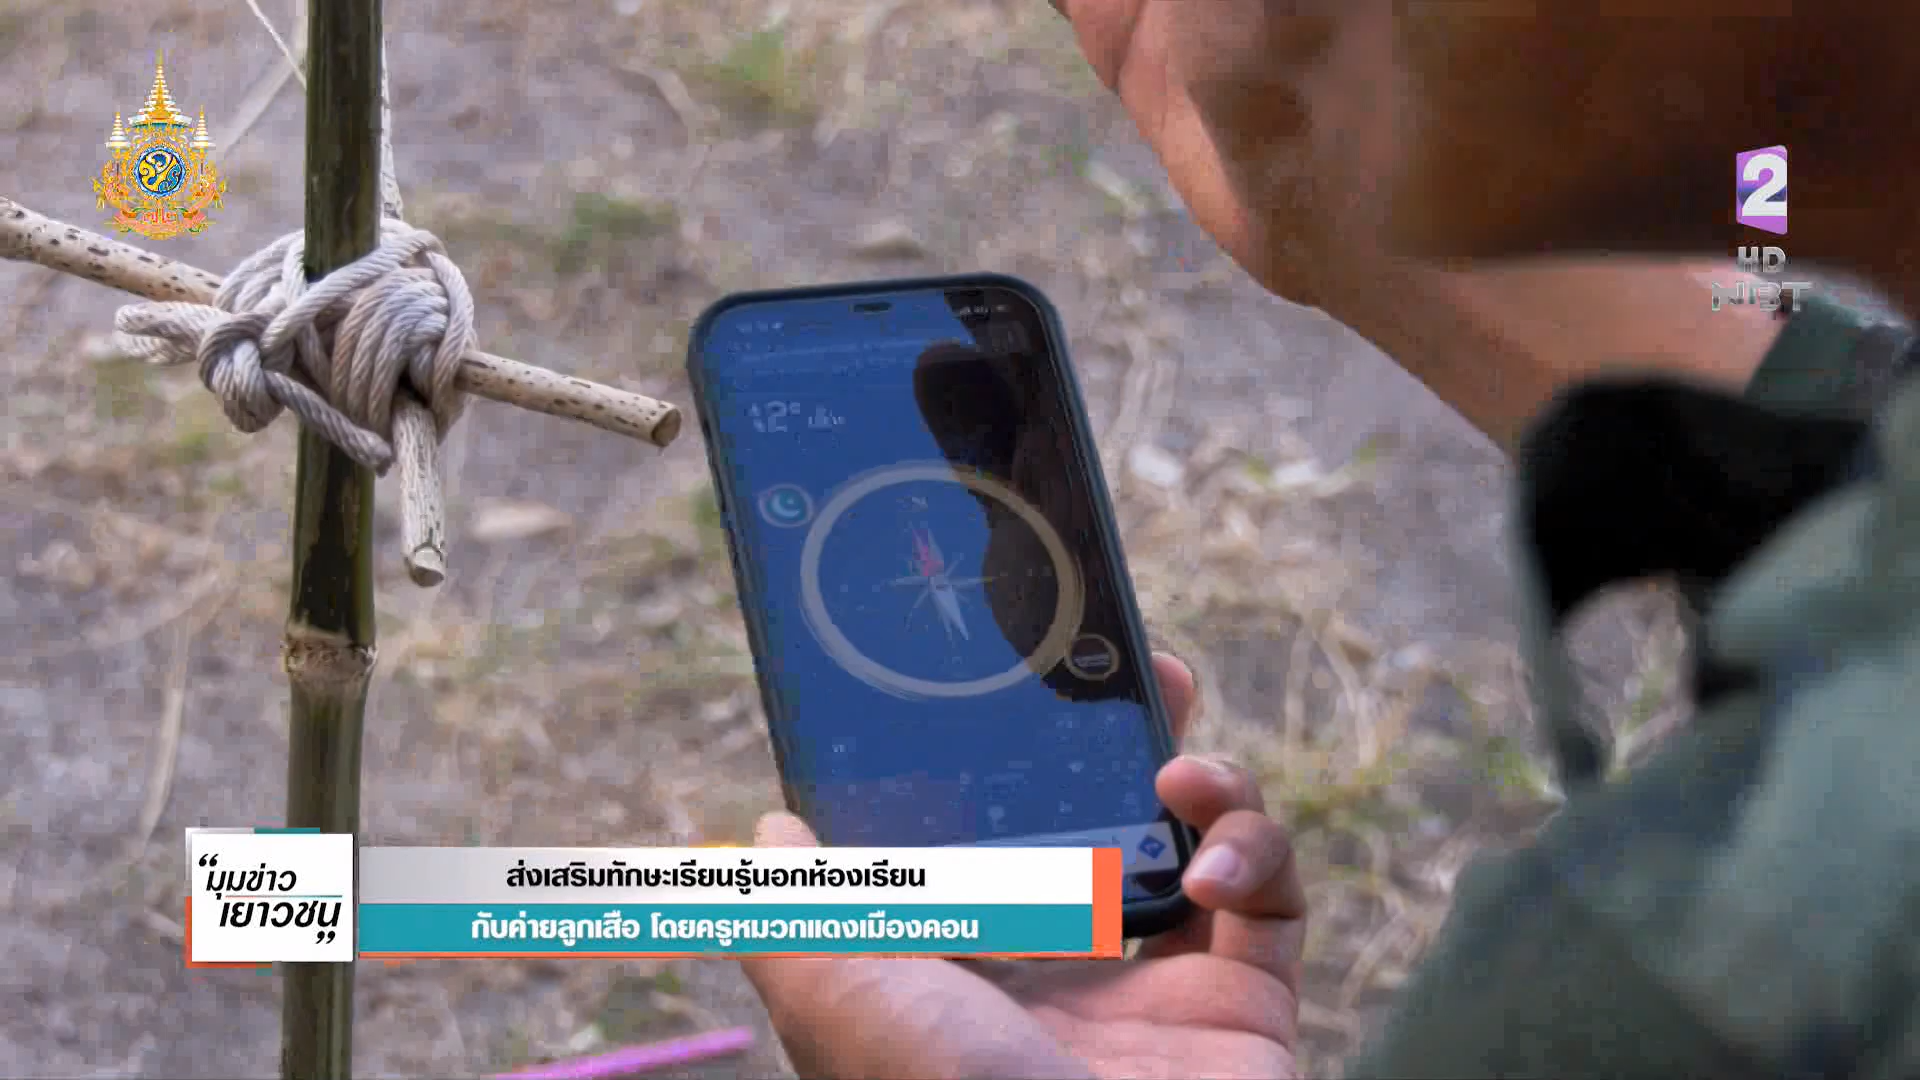 2
HD
NBT
12°
“มุมข่าว
เยาวชน”
ส่งเสริมทักษะเรียนรู้นอกห้องเรียน
กับค่ายลูกเสือ โดยครูหมวกแดงเมืองคอน